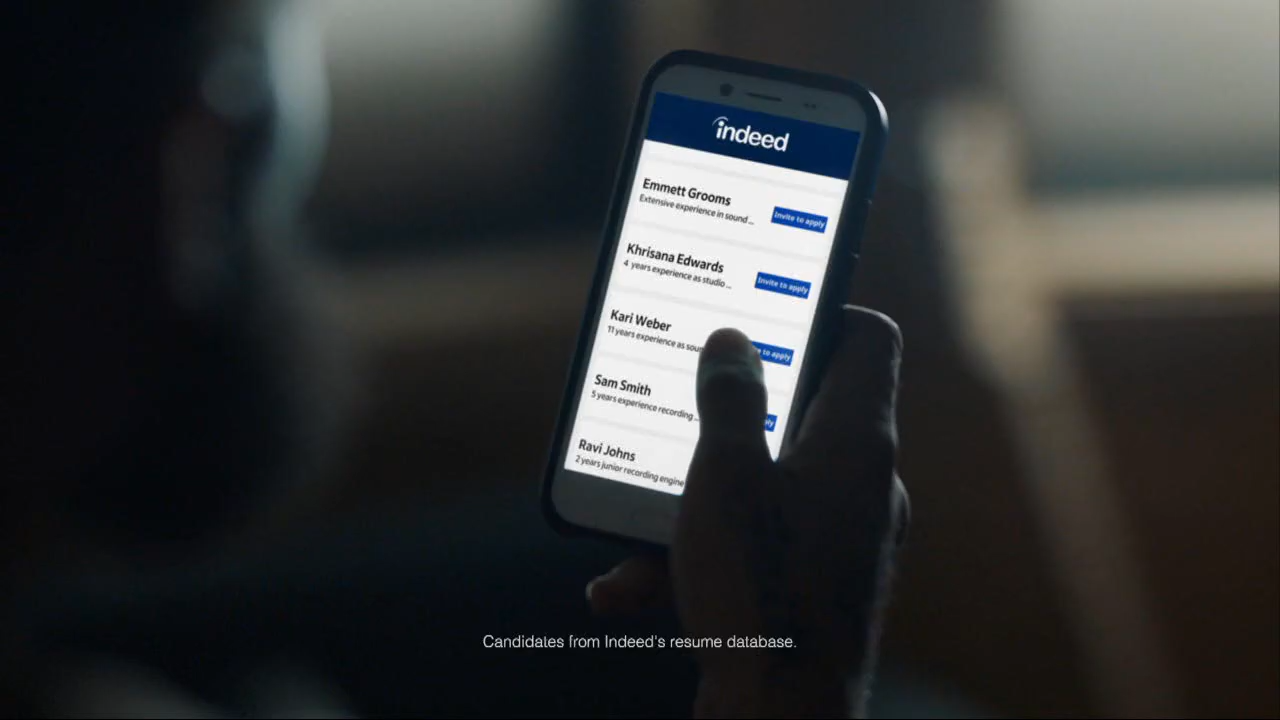 indeed
Emmett Grooms
Extensive experience in sound ...
Invite to apply
Khrisana Edwards
4 years experience as studio ...
Invite to apply
Kari Weber
11 years experience as
to apply
Sam Smith
5 years experience recording ...
Ravi Johns
2 years junior recording
Candidates from Indeed's resume database.